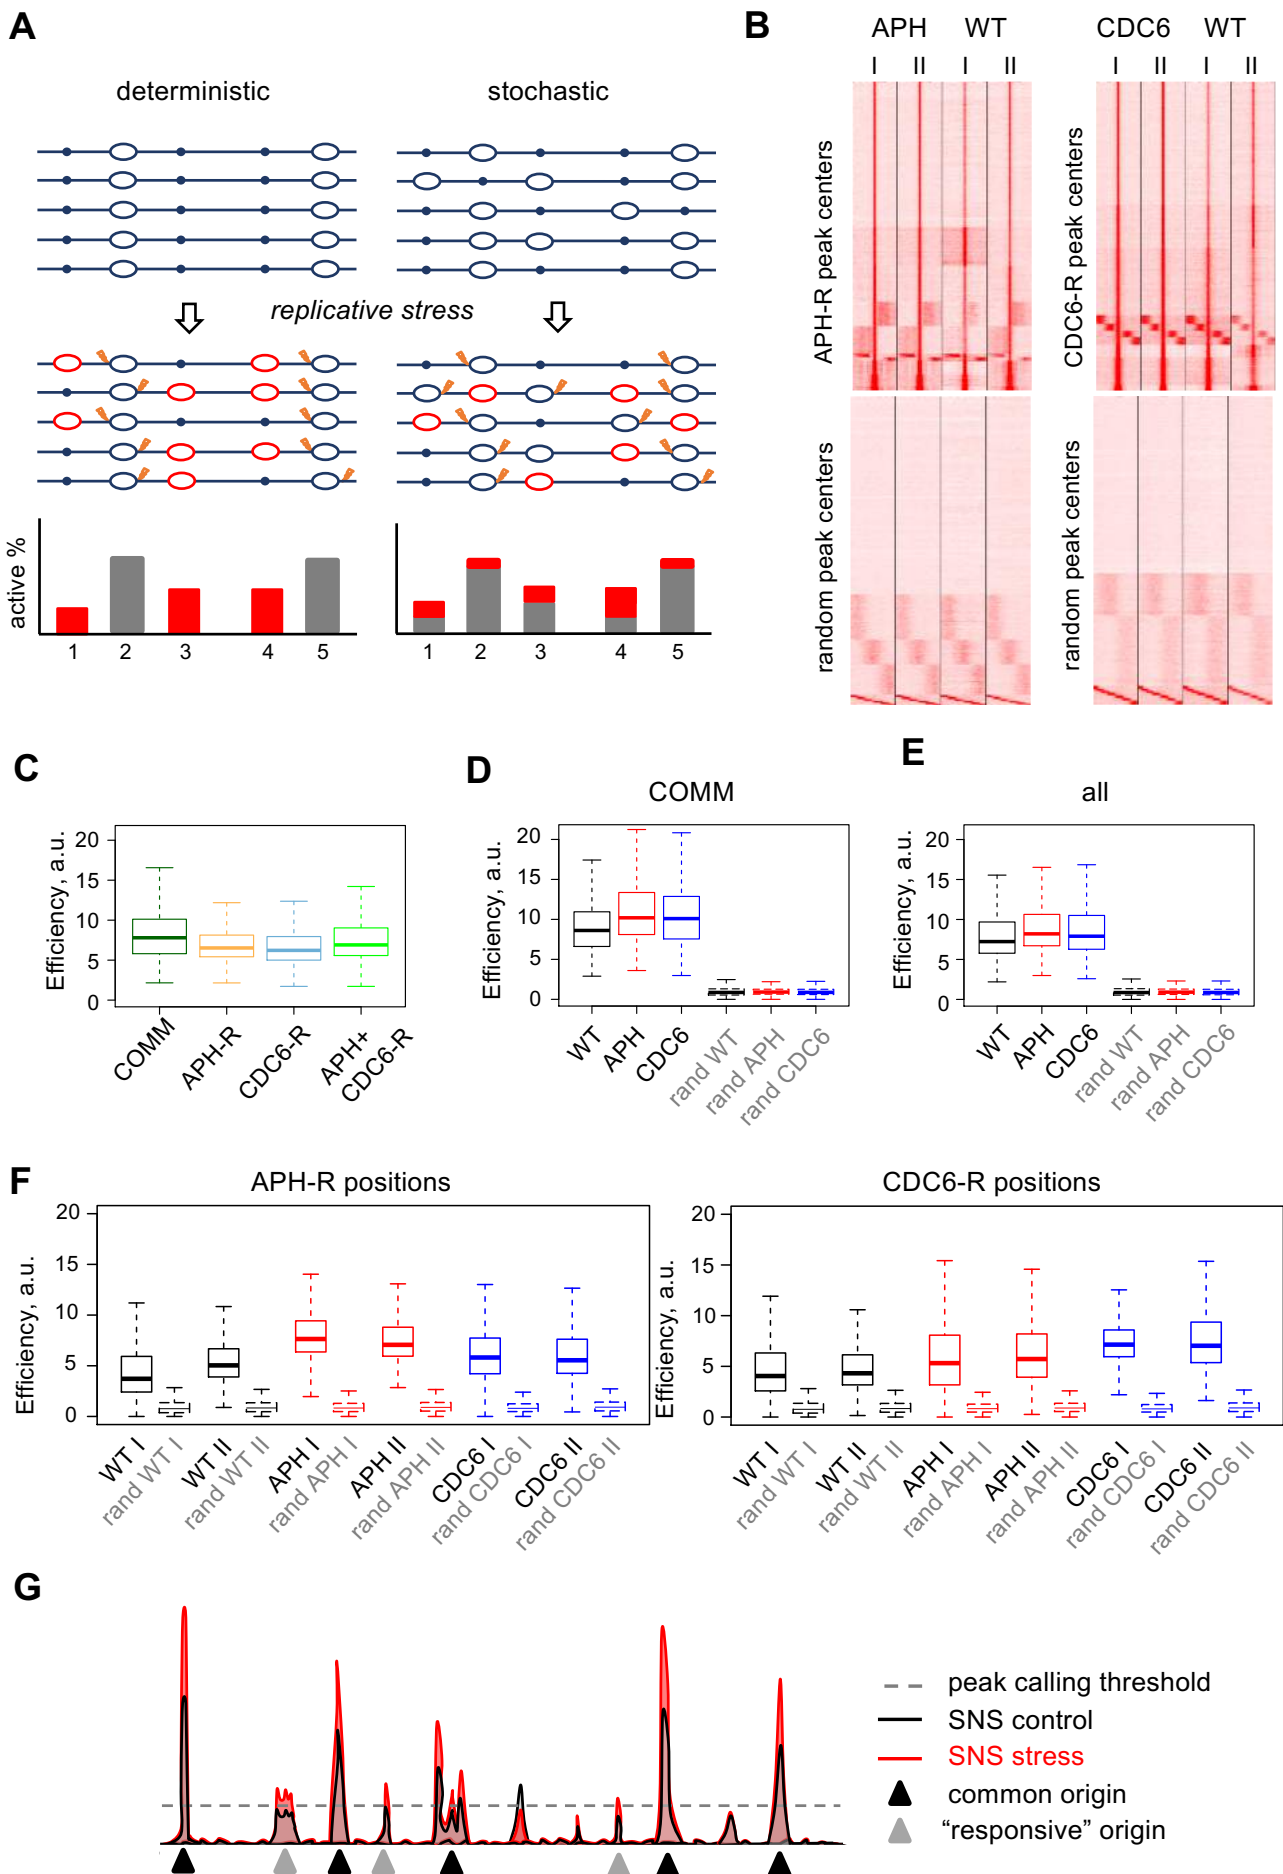 A
deterministic
stochastic
replicative stress
active %
1 2 3 4 5
1 2 3 4 5
B
APH WT
I II I II
CDC6 WT
I II I II
APH-R peak centers
CDC6-R peak centers
random peak centers
random peak centers
C
Efficiency, a.u.
20
15
10
5
0
COMM
APH-R
CDC6-R
APH+
CDC6-R
D
COMM
Efficiency, a.u.
20
15
10
5
0
WT
APH
CDC6
rand WT
rand APH
rand CDC6
E
all
Efficiency, a.u.
20
15
10
5
0
WT
APH
CDC6
rand WT
rand APH
rand CDC6
F
APH-R positions
Efficiency, a.u.
20
15
10
5
0
WT I
rand WT I
WT II
rand WT II
APH I
rand APH I
APH II
rand APH II
CDC6 I
rand CDC6 I
CDC6 II
rand CDC6 II
CDC6-R positions
Efficiency, a.u.
20
15
10
5
0
WT I
rand WT I
WT II
rand WT II
APH I
rand APH I
APH II
rand APH II
CDC6 I
rand CDC6 I
CDC6 II
rand CDC6 II
G
peak calling threshold
SNS control
SNS stress
common origin
“responsive” origin